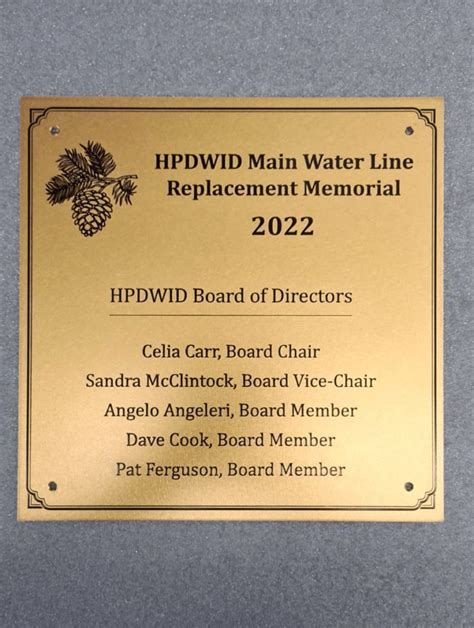 HPDWID Main Water Line
Replacement Memorial
2022
HPDWID Board of Directors
Celia Carr, Board Chair
Sandra McClintock, Board Vice-Chair
Angelo Angeleri, Board Member
Dave Cook, Board Member
Pat Ferguson, Board Member